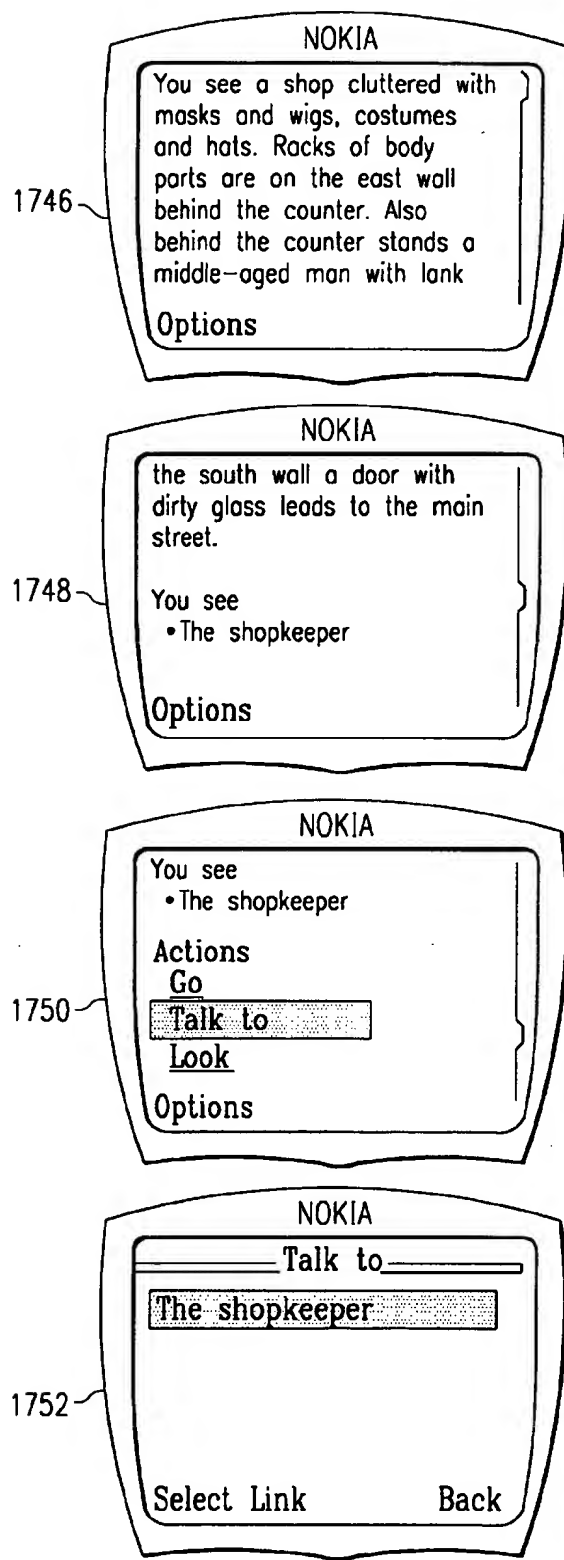 NOKIA
You see a shop cluttered with
masks and wigs, costumes
and hats. Racks of body
parts are on the east wall
behind the counter. Also
behind the counter stands a
middle-aged man with lank
Options
1746
NOKIA
the south wall a door with
dirty glass leads to the main
street.
You see
•The shopkeeper
Options
1748
NOKIA
You see
•The shopkeeper
Actions
Go
Talk to
Look
Options
1750
NOKIA
Talk to
The shopkeeper
Select Link Back
1752